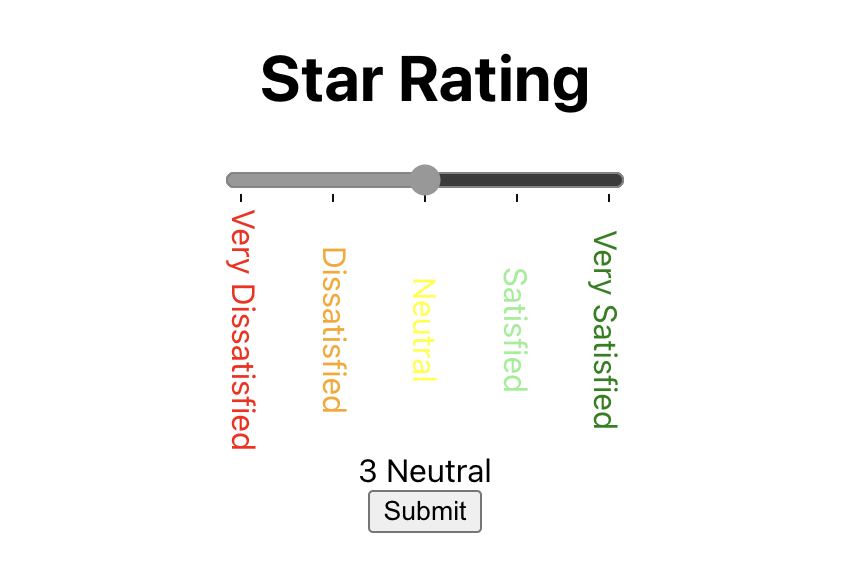 Star Rating
Very Dissatisfied
Dissatisfied
Neutral
Satisfied
Very Satisfied
3 Neutral
Submit